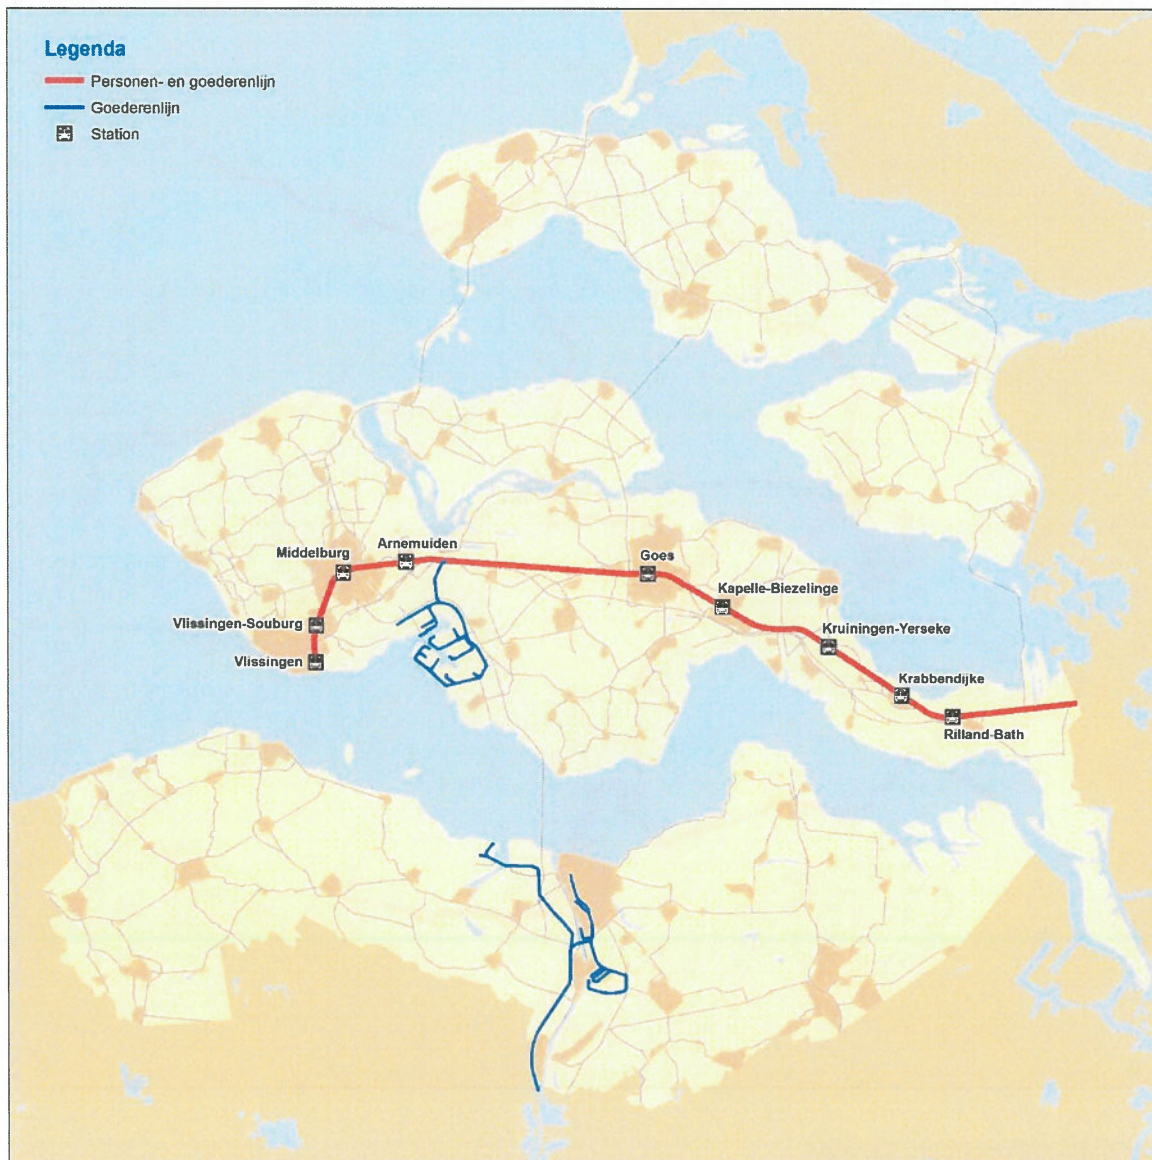 Legenda
Personen- en goederenlijn
Goederenlijn
Station
Arnemuiden
Middelburg
Goes
Kapelle-Biezelinge
Vlissingen-Souburg
Kruiningen-Yerseke
Vlissingen
Krabbendijke
Rilland-Bath